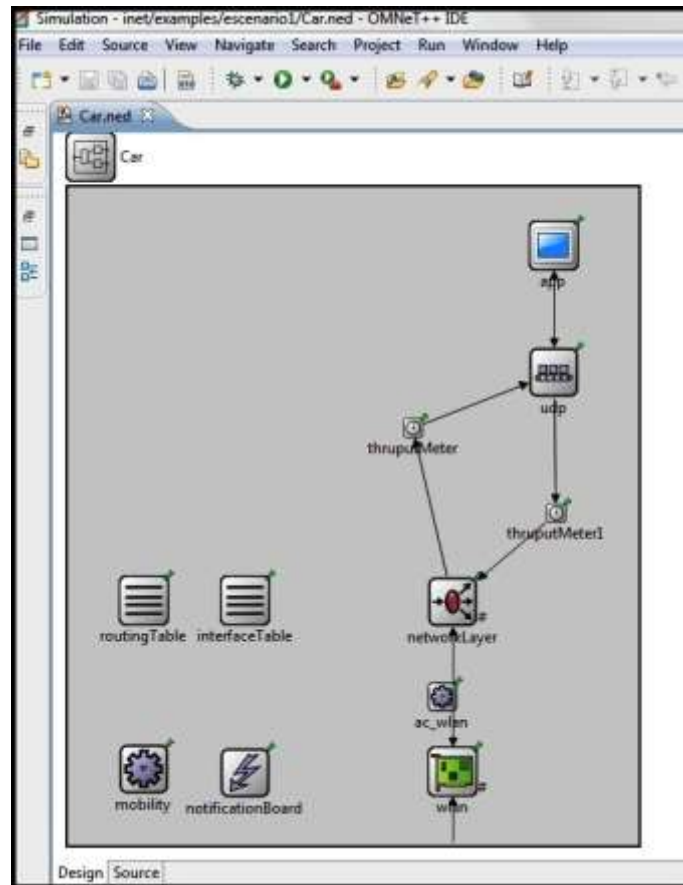 Simulation - inet/examples/escenario1/Car.ned - OMNeT++ IDE
File Edit Source View Navigate Search Project Run Window Help
Car.ned
Car
app
udp
thruputMeter
thruputMeterI
routingTable interfaceTable networkLayer
ac_wlan
mobility notificationBoard wlan
Design Source